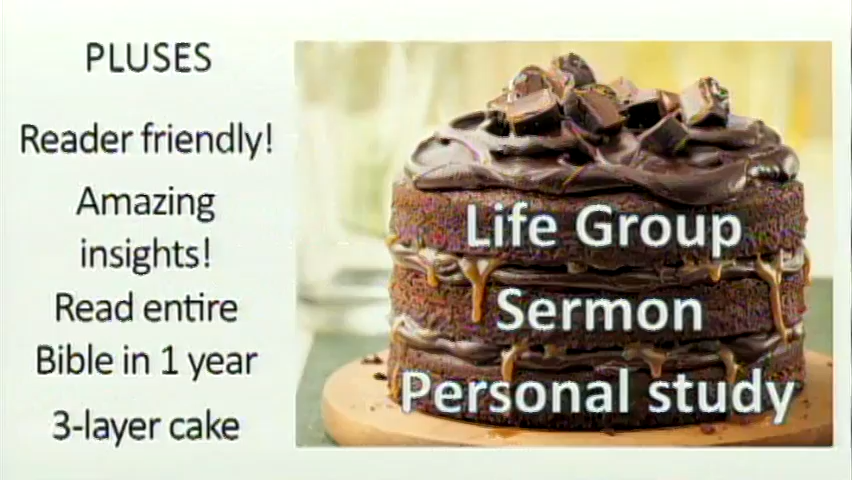 PLUSES
Reader friendly!
Amazing
insights!
Read entire
Bible in 1 year
3-layer cake
Life Group
Sermon
Personal study